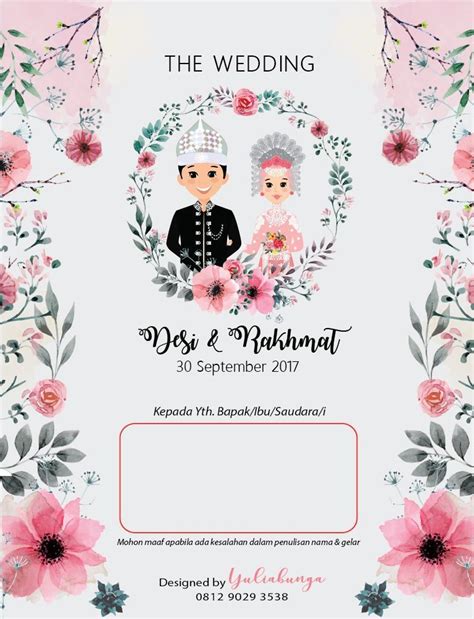 THE WEDDING
Desi & Rakhmat
30 September 2017
Kepada Yth. Bapak/Ibu/Saudara/i
Mohon maaf apabila ada kesalahan dalam penulisan nama & gelar
Designed by Yuliabunga
0812 9029 3538